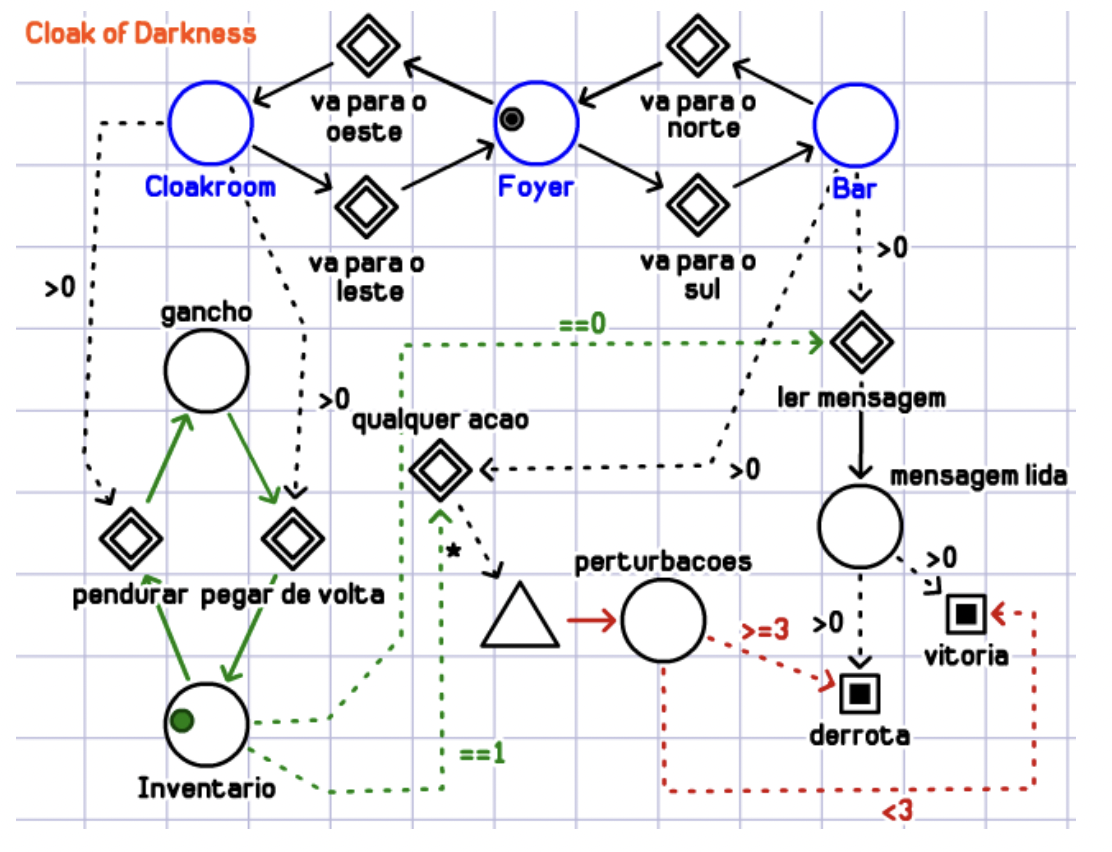 Cloak of Darkness
va para o
oeste
va para o
norte
Cloakroom
Foyer
Bar
va para o
leste
va para o
sul
>0
>0
gancho
==0
>0
ler mensagem
qualquer acao
>0
mensagem lida
*
perturbacoes
>0
pendurar
pegar de volta
>=3
>0
vitoria
derrota
==1
Inventario
<3